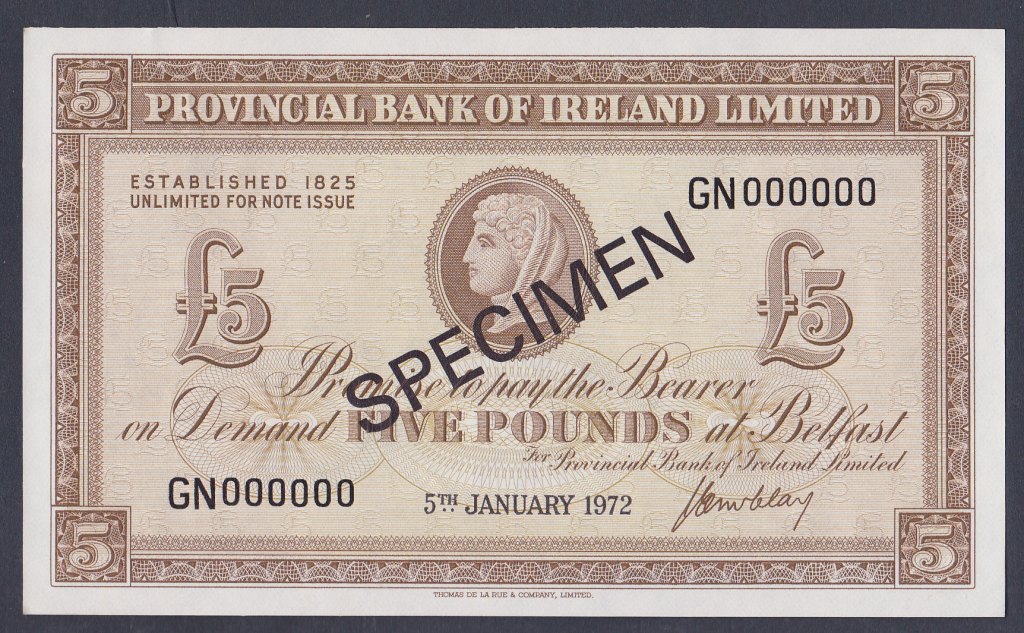 5 PROVINCIAL BANK OF IRELAND LIMITED 5
ESTABLISHED 1825
UNLIMITED FOR NOTE ISSUE
GN000000
£5 £5
SPECIMEN
I Promise to pay the Bearer
on Demand FIVE POUNDS at Belfast
For Provincial Bank of Ireland Limited
GN000000
5TH JANUARY 1972
5 5
THOMAS DE LA RUE & COMPANY, LIMITED.